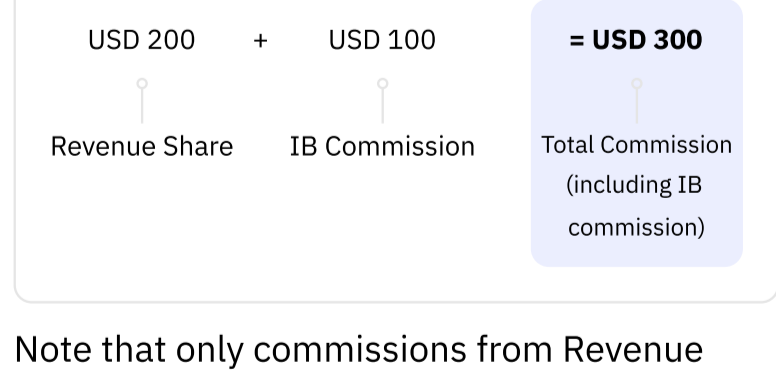 USD 200 + USD 100 = USD 300
Revenue Share IB Commission Total Commission
(including IB
commission)
Note that only commissions from Revenue